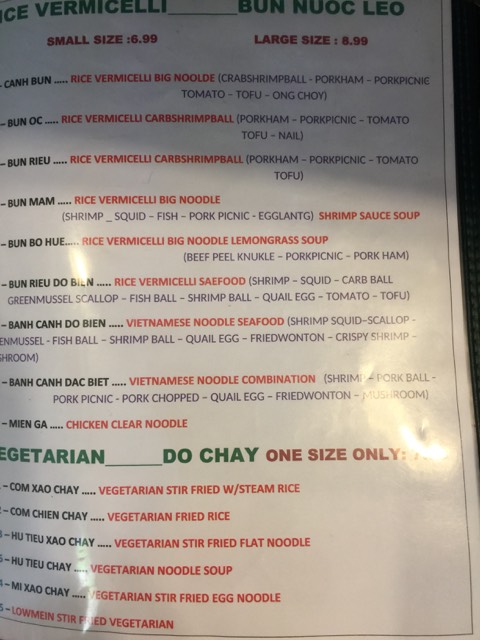 ICE VERMICELLI______BUN NUOC LEO
SMALL SIZE :6.99 LARGE SIZE : 8.99
CANH BUN ..... RICE VERMICELLI BIG NOOLDE (CRABSHRIMPBALL - PORKHAM – PORKPICNIC
TOMATO – TOFU – ONG CHOY)
– BUN OC ..... RICE VERMICELLI CARBSHRIMPBALL (PORKHAM – PORKPICNIC – TOMATO
TOFU – NAIL)
– BUN RIEU ..... RICE VERMICELLI CARBSHRIMPBALL (PORKHAM – PORKPICNIC – TOMATO
TOFU)
– BUN MAM ..... RICE VERMICELLI BIG NOODLE
(SHRIMP _ SQUID – FISH – PORK PICNIC - EGGLANTG) SHRIMP SAUCE SOUP
– BUN BO HUE..... RICE VERMICELLI BIG NOODLE LEMONGRASS SOUP
(BEEF PEEL KNUKLE – PORKPICNIC – PORK HAM)
– BUN RIEU DO BIEN ..... RICE VERMICELLI SAEFOOD (SHRIMP – SQUID – CARB BALL
GREENMUSSEL SCALLOP – FISH BALL – SHRIMP BALL – QUAIL EGG – TOMATO – TOFU)
– BANH CANH DO BIEN ..... VIETNAMESE NOODLE SEAFOOD (SHRIMP SQUID–SCALLOP -
ENMUSSEL - FISH BALL – SHRIMP BALL – QUAIL EGG – FRIEDWONTON – CRISPY SHRIMP –
SHROOM)
– BANH CANH DAC BIET ..... VIETNAMESE NOODLE COMBINATION (SHRIMP – PORK BALL -
PORK PICNIC - PORK CHOPPED – QUAIL EGG – FRIEDWONTON – MUSHROOM)
– MIEN GA ..... CHICKEN CLEAR NOODLE
EGETARIAN______DO CHAY ONE SIZE ONLY:
– COM XAO CHAY ..... VEGETARIAN STIR FRIED W/STEAM RICE
– COM CHIEN CHAY ..... VEGETARIAN FRIED RICE
– HU TIEU XAO CHAY ..... VEGETARIAN STIR FRIED FLAT NOODLE
– HU TIEU CHAY ..... VEGETARIAN NOODLE SOUP
– MI XAO CHAY ..... VEGETARIAN STIR FRIED EGG NOODLE
– LOWMEIN STIR FRIED VEGETARIAN